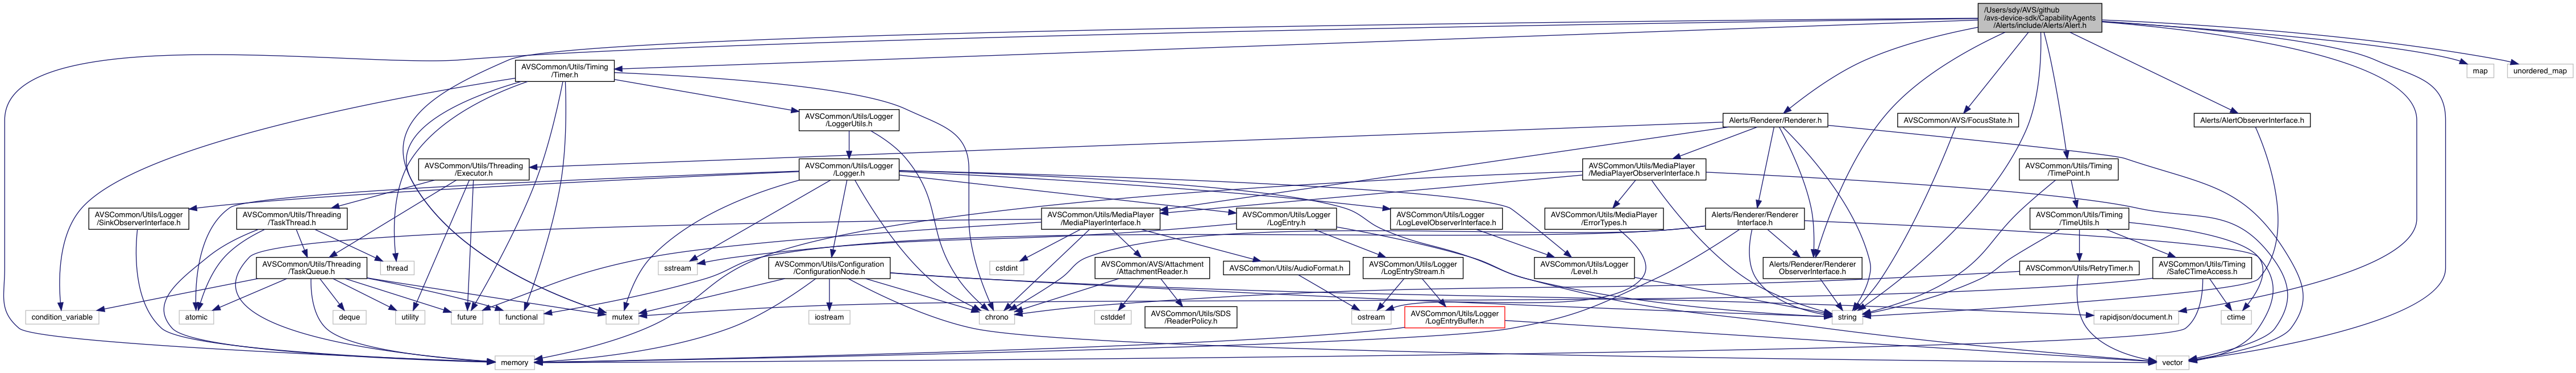 /Users/sdy/AVS/github
/avs-device-sdk/CapabilityAgents
/Alerts/include/Alerts/Alert.h
AVSCommon/Utils/Timing
/Timer.h
map
unordered_map
AVSCommon/Utils/Logger
/LoggerUtils.h
Alerts/Renderer/Renderer.h
AVSCommon/AVS/FocusState.h
Alerts/AlertObserverInterface.h
AVSCommon/Utils/Threading
/Executor.h
AVSCommon/Utils/Logger
/Logger.h
AVSCommon/Utils/MediaPlayer
/MediaPlayerObserverInterface.h
AVSCommon/Utils/Timing
/TimePoint.h
AVSCommon/Utils/Logger
/SinkObserverInterface.h
AVSCommon/Utils/Threading
/TaskThread.h
AVSCommon/Utils/MediaPlayer
/MediaPlayerInterface.h
AVSCommon/Utils/Logger
/LogEntry.h
AVSCommon/Utils/Logger
/LogLevelObserverInterface.h
AVSCommon/Utils/MediaPlayer
/ErrorTypes.h
Alerts/Renderer/Renderer
Interface.h
AVSCommon/Utils/Timing
/TimeUtils.h
AVSCommon/Utils/Threading
/TaskQueue.h
thread
sstream
AVSCommon/Utils/Configuration
/ConfigurationNode.h
cstdint
AVSCommon/AVS/Attachment
/AttachmentReader.h
AVSCommon/Utils/AudioFormat.h
AVSCommon/Utils/Logger
/LogEntryStream.h
AVSCommon/Utils/Logger
/Level.h
Alerts/Renderer/Renderer
ObserverInterface.h
AVSCommon/Utils/RetryTimer.h
AVSCommon/Utils/Timing
/SafeCTimeAccess.h
condition_variable
atomic
deque
utility
future
functional
mutex
iostream
chrono
cstddef
AVSCommon/Utils/SDS
/ReaderPolicy.h
ostream
AVSCommon/Utils/Logger
/LogEntryBuffer.h
string
rapidjson/document.h
ctime
memory
vector